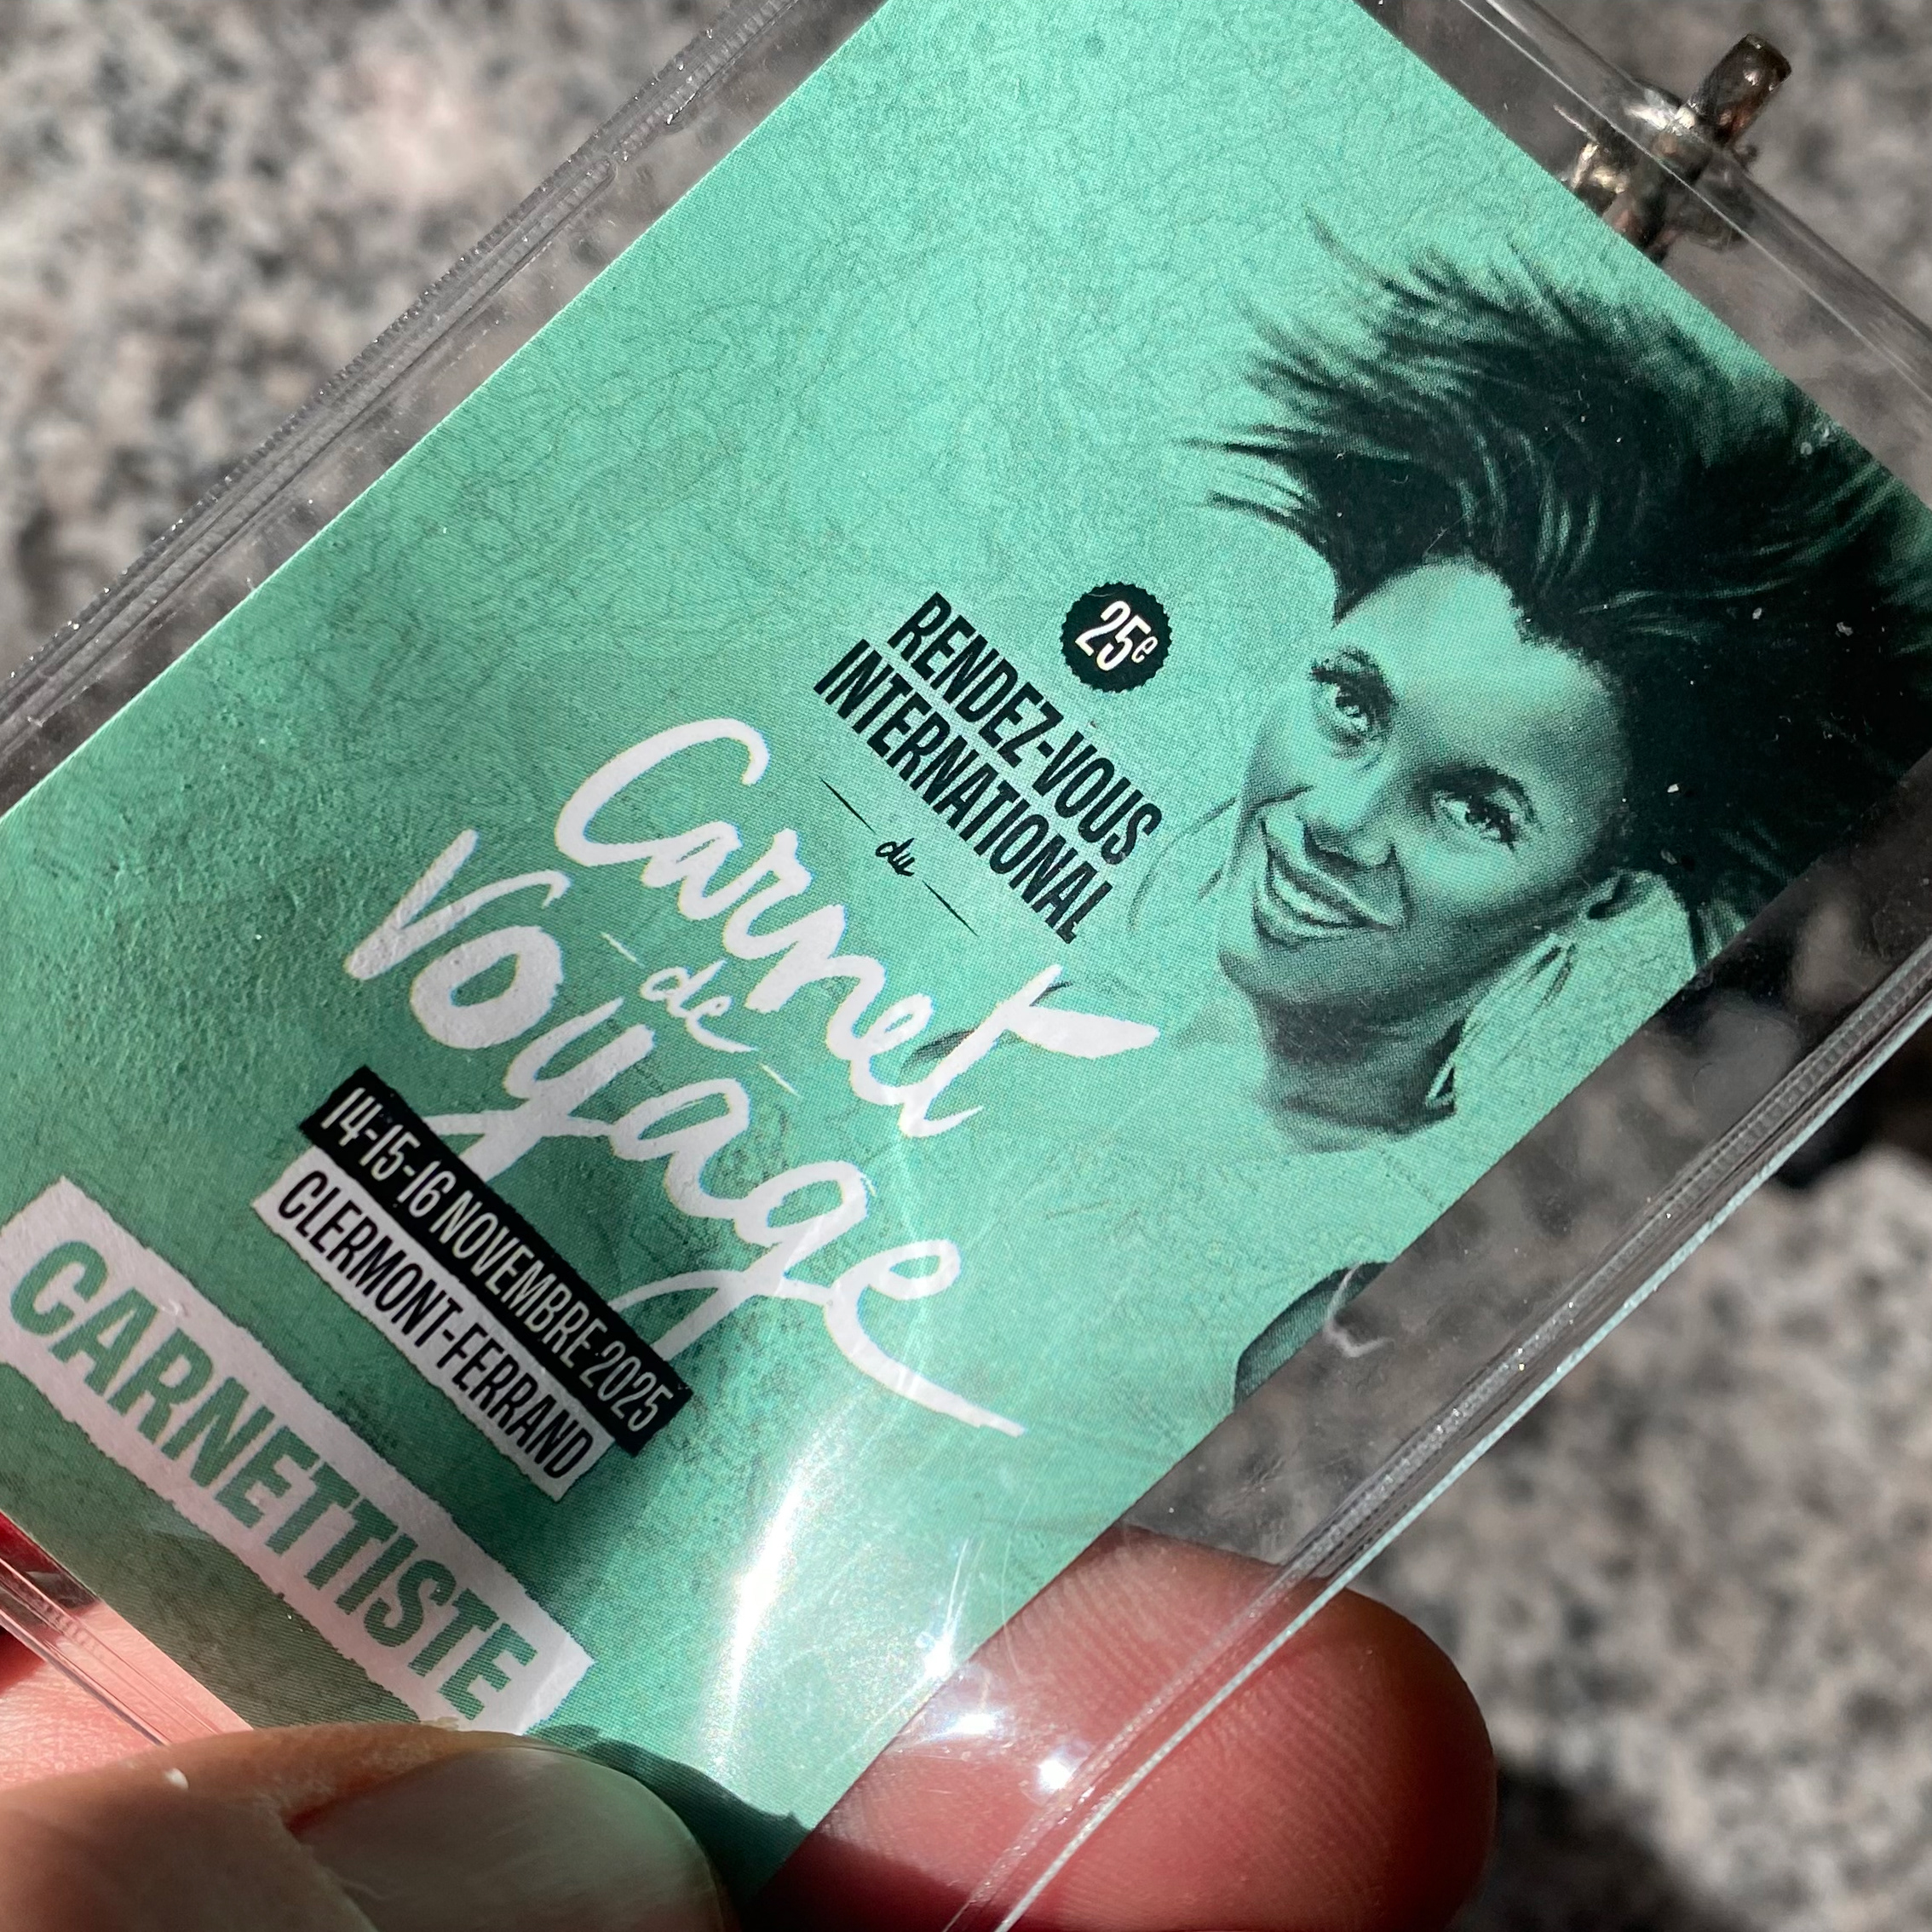 25e
RENDEZ-VOUS
INTERNATIONAL
du
Carnet
de
Voyage
14-15-16 NOVEMBRE 2025
CLERMONT-FERRAND
CARNETTISTE